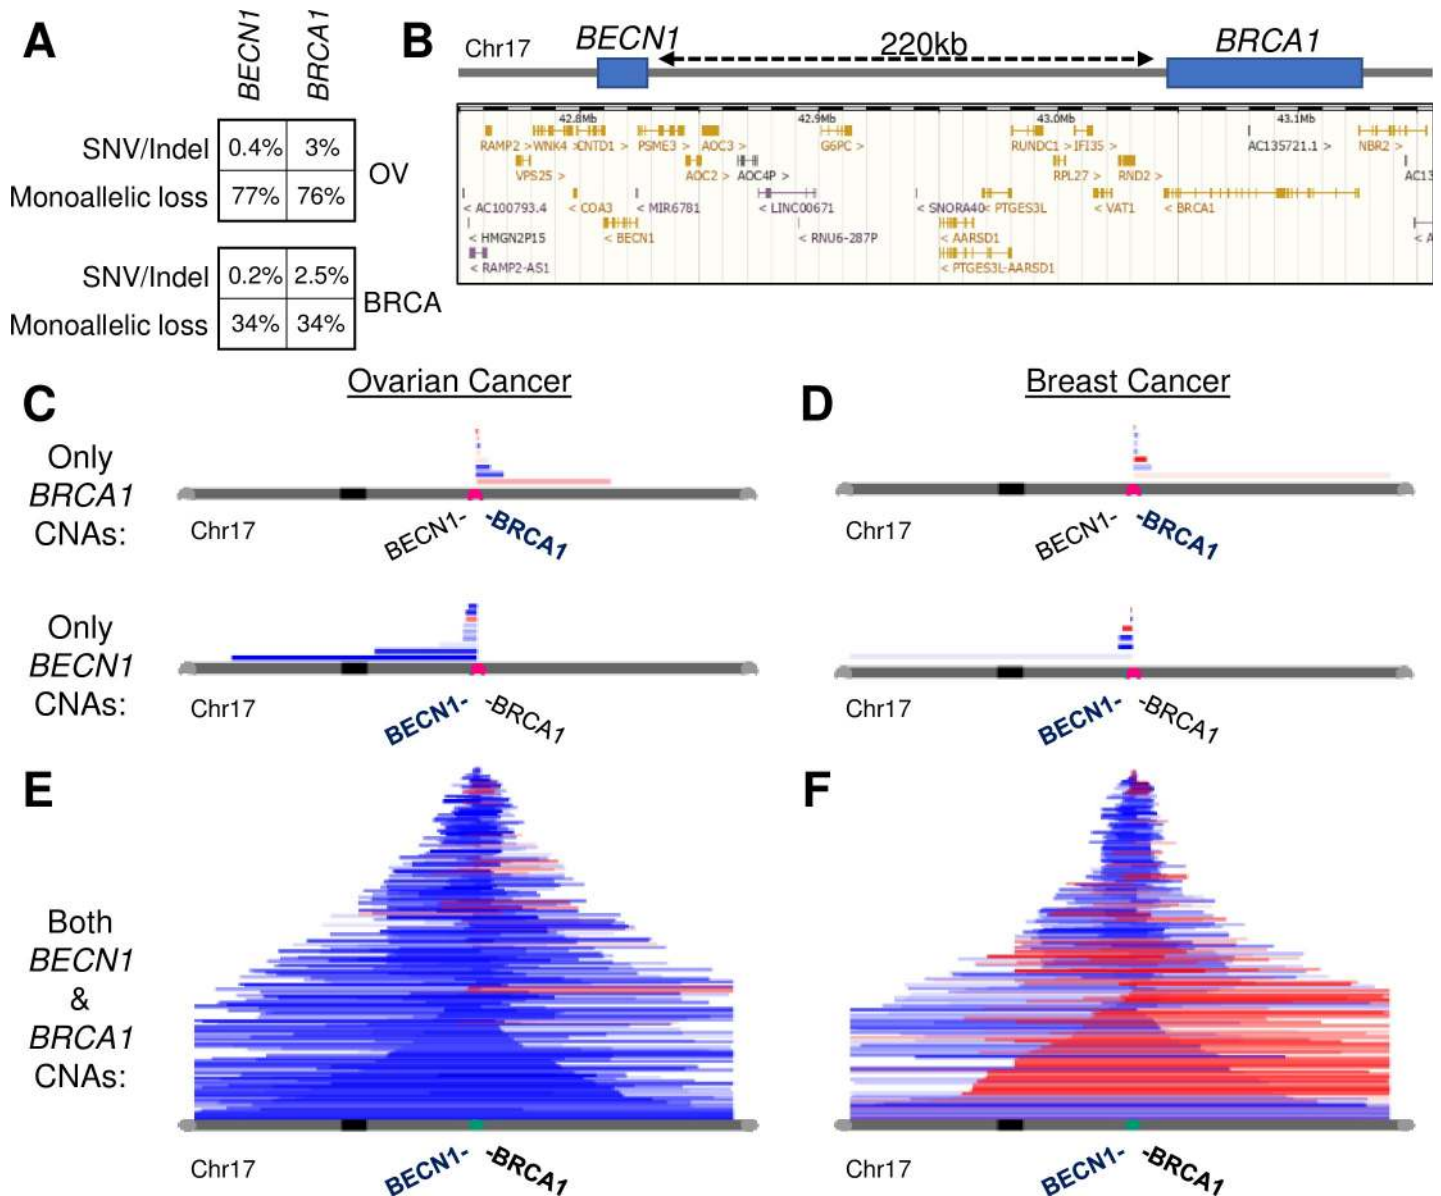 A
BECN1
BRCA1
SNV/Indel 0.4% 3%
Monoallelic loss 77% 76%
OV
SNV/Indel 0.2% 2.5%
Monoallelic loss 34% 34%
BRCA
B
Chr17 BECN1 220kb BRCA1
42.8Mb 42.9Mb 43.0Mb 43.1Mb
RAMP2 > WNK4 > CNTD1 > PSME3 > AOC3 > G6PC > RUNDC1 > IFI35 > AC135721.1 > NBR2 >
VPS25 > AOC2 > AOC4P > RPL27 > RND2 > AC13
< AC100793.4 < COA3 < MIR6781 < LINC00671 < SNORA40 < PTGES3L < VAT1 < BRCA1
< HMGN2P15 < BECN1 < RNU6-287P < AARSD1 < A
< RAMP2-AS1 < PTGES3L-AARSD1
C
Ovarian Cancer
D
Breast Cancer
Only
BRCA1
CNAs:
Chr17
BECN1-
-BRCA1
Chr17
BECN1-
-BRCA1
Only
BECN1
CNAs:
Chr17
BECN1-
-BRCA1
Chr17
BECN1-
-BRCA1
E
F
Both
BECN1
&
BRCA1
CNAs:
Chr17
BECN1-
-BRCA1
Chr17
BECN1-
-BRCA1